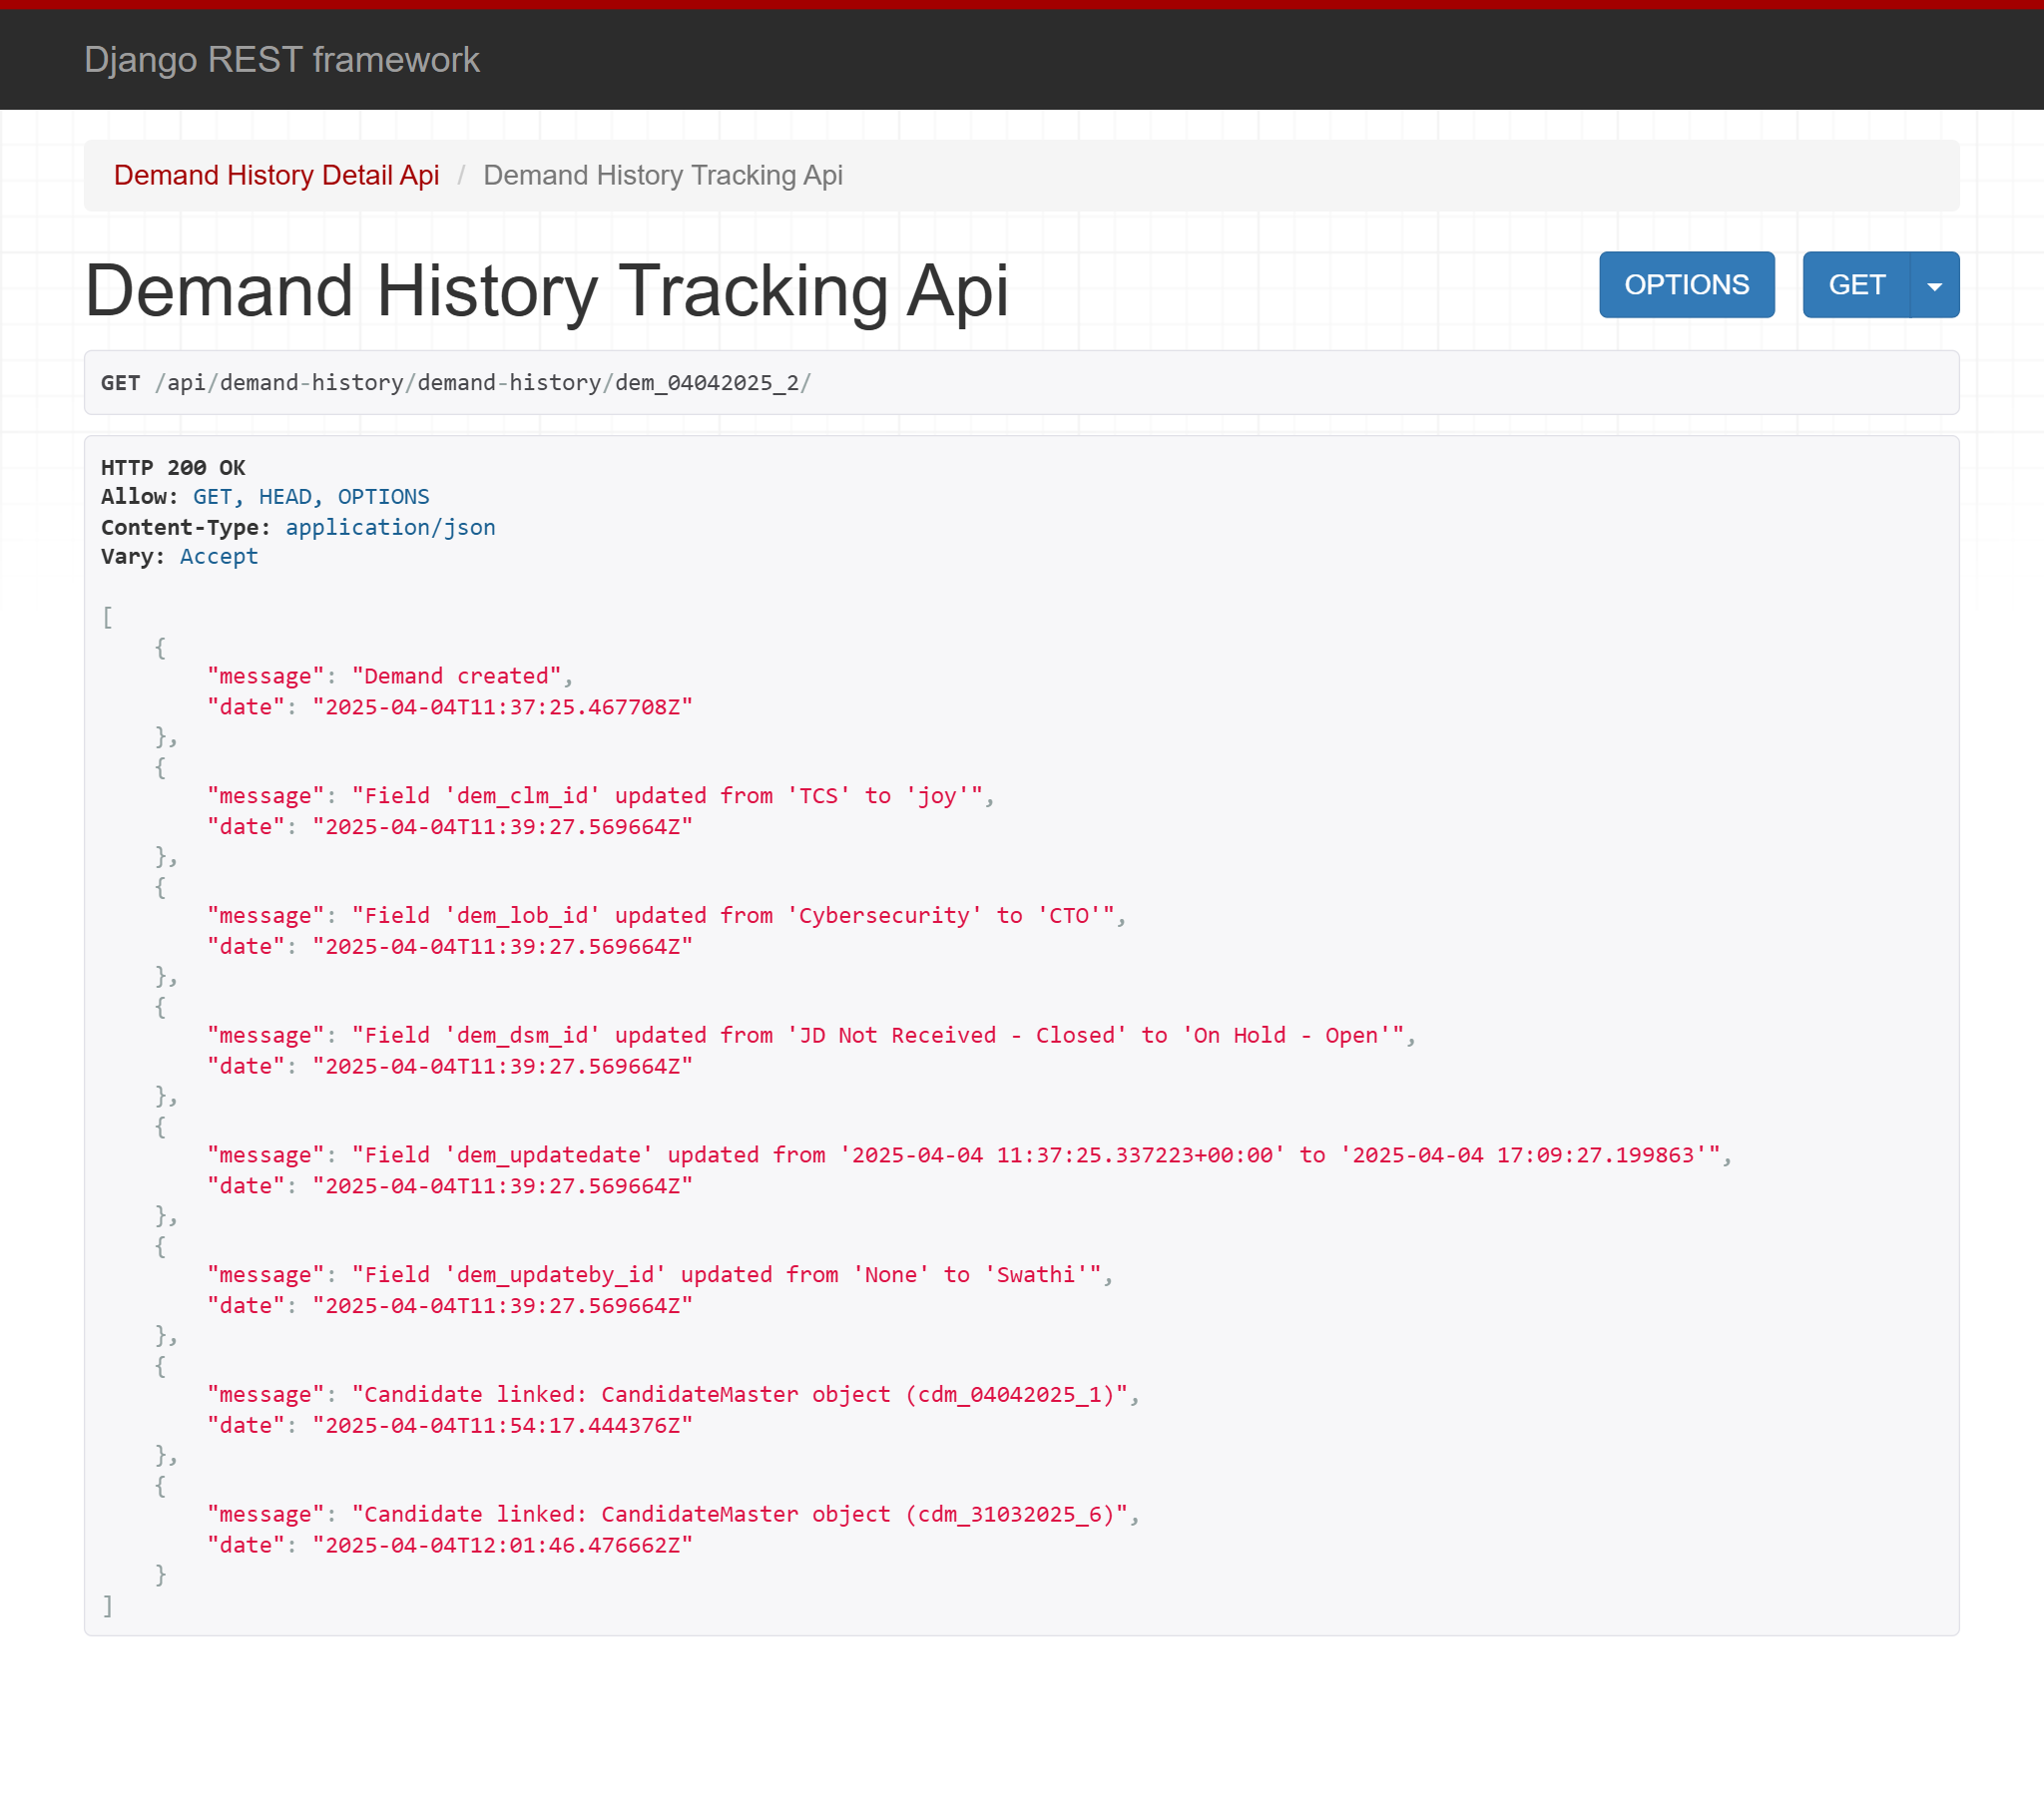 Django REST framework
Demand History Detail Api / Demand History Tracking Api
Demand History Tracking Api
OPTIONS
GET
GET /api/demand-history/demand-history/dem_04042025_2/
HTTP 200 OK
Allow: GET, HEAD, OPTIONS
Content-Type: application/json
Vary: Accept
[
    {
        "message": "Demand created",
        "date": "2025-04-04T11:37:25.467708Z"
    },
    {
        "message": "Field 'dem_clm_id' updated from 'TCS' to 'joy'",
        "date": "2025-04-04T11:39:27.569664Z"
    },
    {
        "message": "Field 'dem_lob_id' updated from 'Cybersecurity' to 'CTO'",
        "date": "2025-04-04T11:39:27.569664Z"
    },
    {
        "message": "Field 'dem_dsm_id' updated from 'JD Not Received - Closed' to 'On Hold - Open'",
        "date": "2025-04-04T11:39:27.569664Z"
    },
    {
        "message": "Field 'dem_updatedate' updated from '2025-04-04 11:37:25.337223+00:00' to '2025-04-04 17:09:27.199863'",
        "date": "2025-04-04T11:39:27.569664Z"
    },
    {
        "message": "Field 'dem_updateby_id' updated from 'None' to 'Swathi'",
        "date": "2025-04-04T11:39:27.569664Z"
    },
    {
        "message": "Candidate linked: CandidateMaster object (cdm_04042025_1)",
        "date": "2025-04-04T11:54:17.444376Z"
    },
    {
        "message": "Candidate linked: CandidateMaster object (cdm_31032025_6)",
        "date": "2025-04-04T12:01:46.476662Z"
    }
]